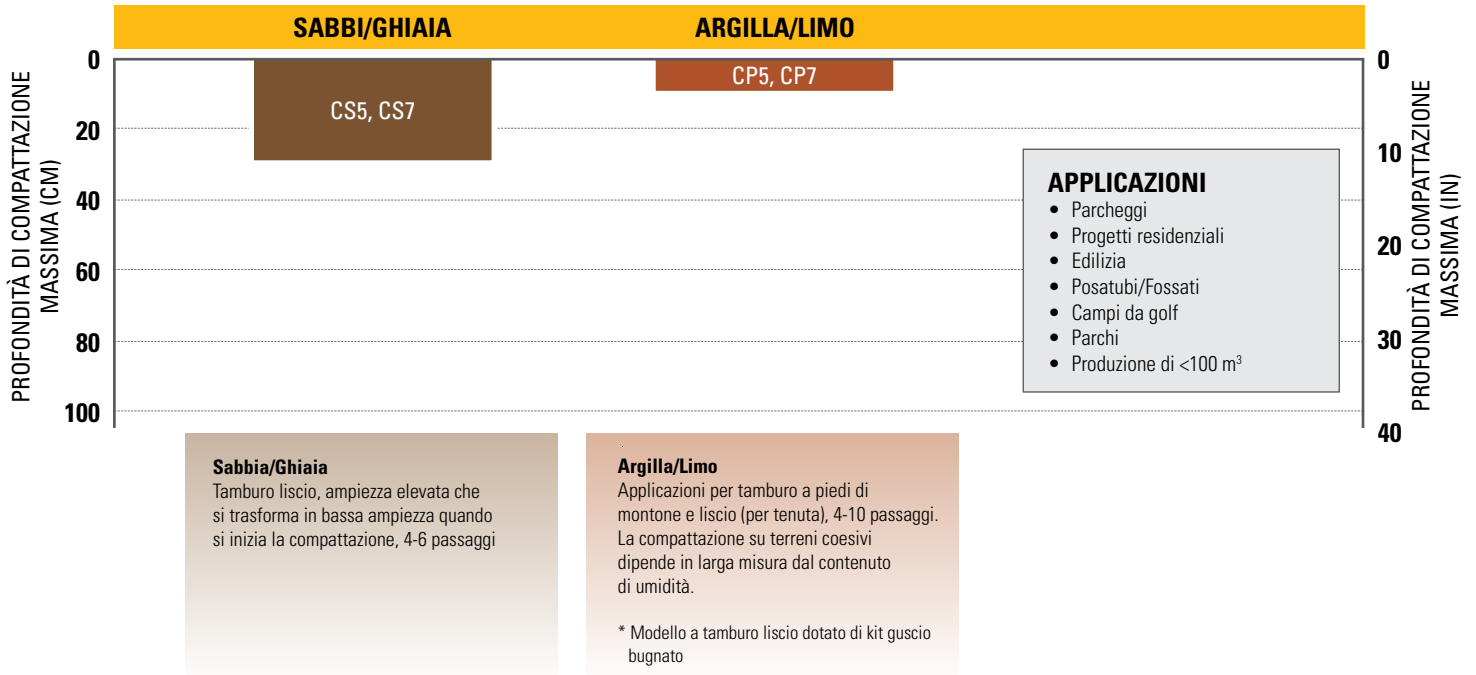 SABBI/GHIAIA
ARGILLA/LIMO
PROFONDITÀ DI COMPATTAZIONE
MASSIMA (CM)
0
20
40
60
80
100
CS5, CS7
CP5, CP7
APPLICAZIONI
• Parcheggi
• Progetti residenziali
• Edilizia
• Posatubi/Fossati
• Campi da golf
• Parchi
• Produzione di <100 m³
0
10
20
30
40
PROFONDITÀ DI COMPATTAZIONE
MASSIMA (IN)
Sabbia/Ghiaia
Tamburo liscio, ampiezza elevata che
si trasforma in bassa ampiezza quando
si inizia la compattazione, 4-6 passaggi
Argilla/Limo
Applicazioni per tamburo a piedi di
montone e liscio (per tenuta), 4-10 passaggi.
La compattazione su terreni coesivi
dipende in larga misura dal contenuto
di umidità.
* Modello a tamburo liscio dotato di kit guscio
bugnato